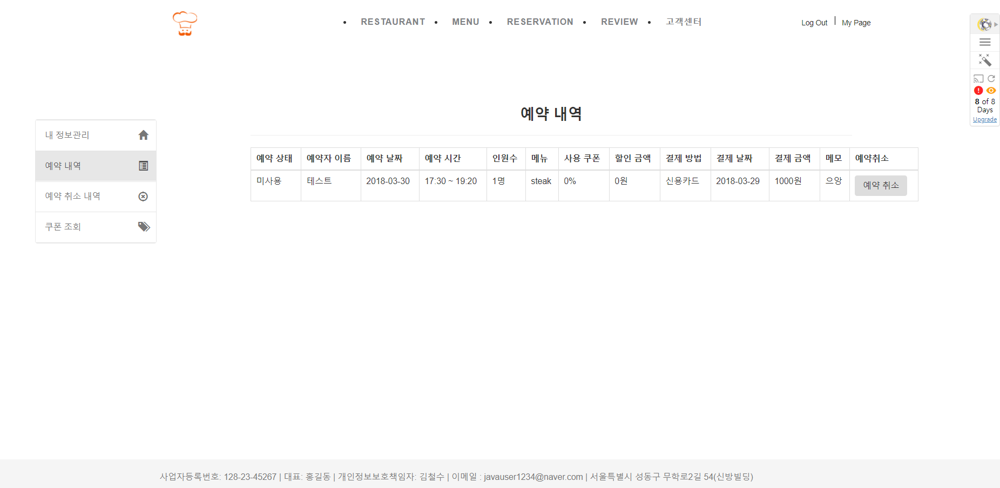 RESTAURANT MENU RESERVATION REVIEW 고객센터
Log Out My Page
8 of 8
Days
Upgrade
예약 내역
내 정보관리
예약 내역
예약 취소 내역
쿠폰 조회
예약 상태 예약자 이름 예약 날짜 예약 시간 인원수 메뉴 사용 쿠폰 할인 금액 결제 방법 결제 날짜 결제 금액 메모 예약취소
미사용 테스트 2018-03-30 17:30 ~ 19:20 1명 steak 0% 0원 신용카드 2018-03-29 1000원 으앙 예약 취소
사업자등록번호: 128-23-45267 | 대표: 홍길동 | 개인정보보호책임자: 김철수 | 이메일 : javauser1234@naver.com | 서울특별시 성동구 무학로2길 54(신방빌딩)